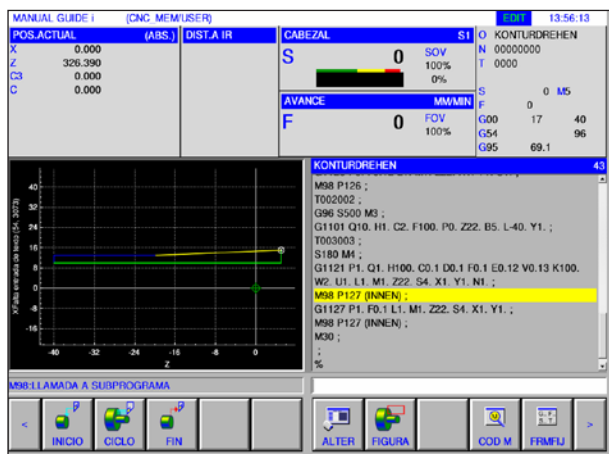 MANUAL GUIDE i (CNC_MEM/USER) EDIT 13:56:13
POS.ACTUAL (ABS.) DIST.A IR CABEZAL S1 O KONTURDREHEN
X 0.000
Z 326.390
C3 0.000
C 0.000
S 0 SOV
100%
0%
N 00000000
T 0000
S 0 M5
AVANCE MM/MIN F 0
F 0 FOV
100%
G00 17 40
G54 96
G95 69.1
KONTURDREHEN 43
M98 P126 ;
T002002 ;
G96 S500 M3 ;
G1101 Q10. H1. C2. F100. P0. Z22. B5. L-40. Y1. ;
T003003 ;
S180 M4 ;
G1121 P1. Q1. H100. C0.1 D0.1 F0.1 E0.12 V0.13 K100.
W2. U1. L1. M1. Z22. S4. X1. Y1. N1. ;
M98 P127 (INNEN) ;
G1127 P1. F0.1 L1. M1. Z22. S4. X1. Y1. ;
M98 P127 (INNEN) ;
M30 ;
;
%
XFalta entrada de texto (54, 3073)
40
32
24
16
8
0
-8
-16
-40 -32 -24 -16 -8 0
Z
M98:LLAMADA A SUBPROGRAMA
< INICIO CICLO FIN ALTER FIGURA COD M FRMFIJ >